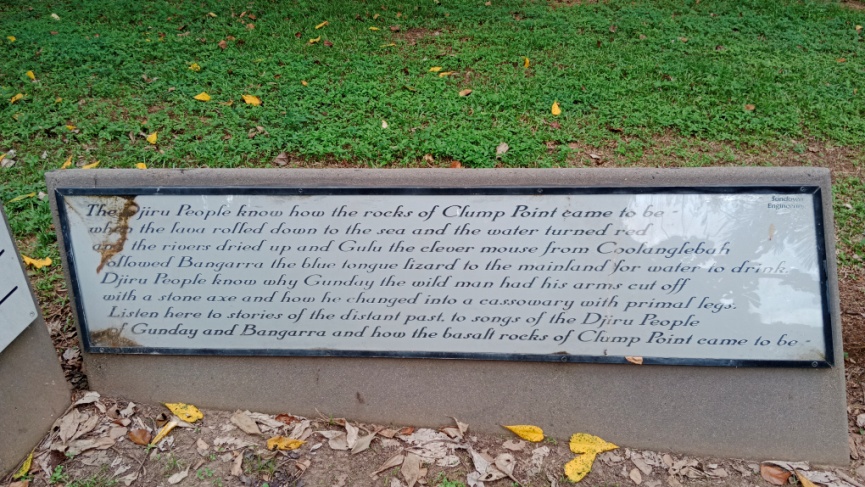 The Djiru People know how the rocks of Clump Point came to be -
when the lava rolled down to the sea and the water turned red
and the rivers dried up and Gulu the clever mouse from Cootanglebah
followed Bangarra the blue tongue lizard to the mainland for water to drink.
Djiru People know why Gunday the wild man had his arms cut off
with a stone axe and how he changed into a cassowary with primal legs.
Listen here to stories of the distant past, to songs of the Djiru People
of Gunday and Bangarra and how the basalt rocks of Clump Point came to be -